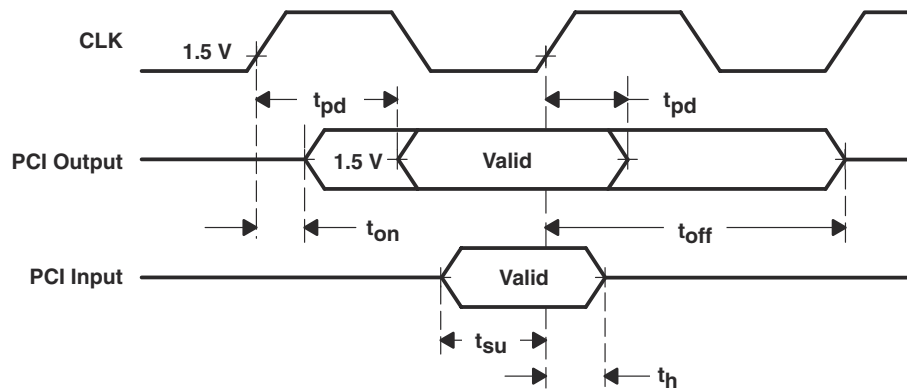 CLK
1.5 V
tpd
tpd
PCI Output
1.5 V
Valid
ton
toff
PCI Input
Valid
tsu
th